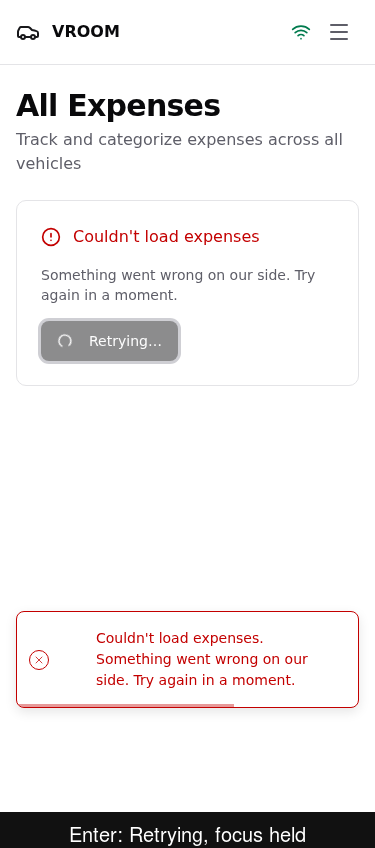 VROOM
All Expenses
Track and categorize expenses across all
vehicles
Couldn't load expenses
Something went wrong on our side. Try
again in a moment.
Retrying...
Couldn't load expenses.
Something went wrong on our
side. Try again in a moment.
Enter: Retrying, focus held